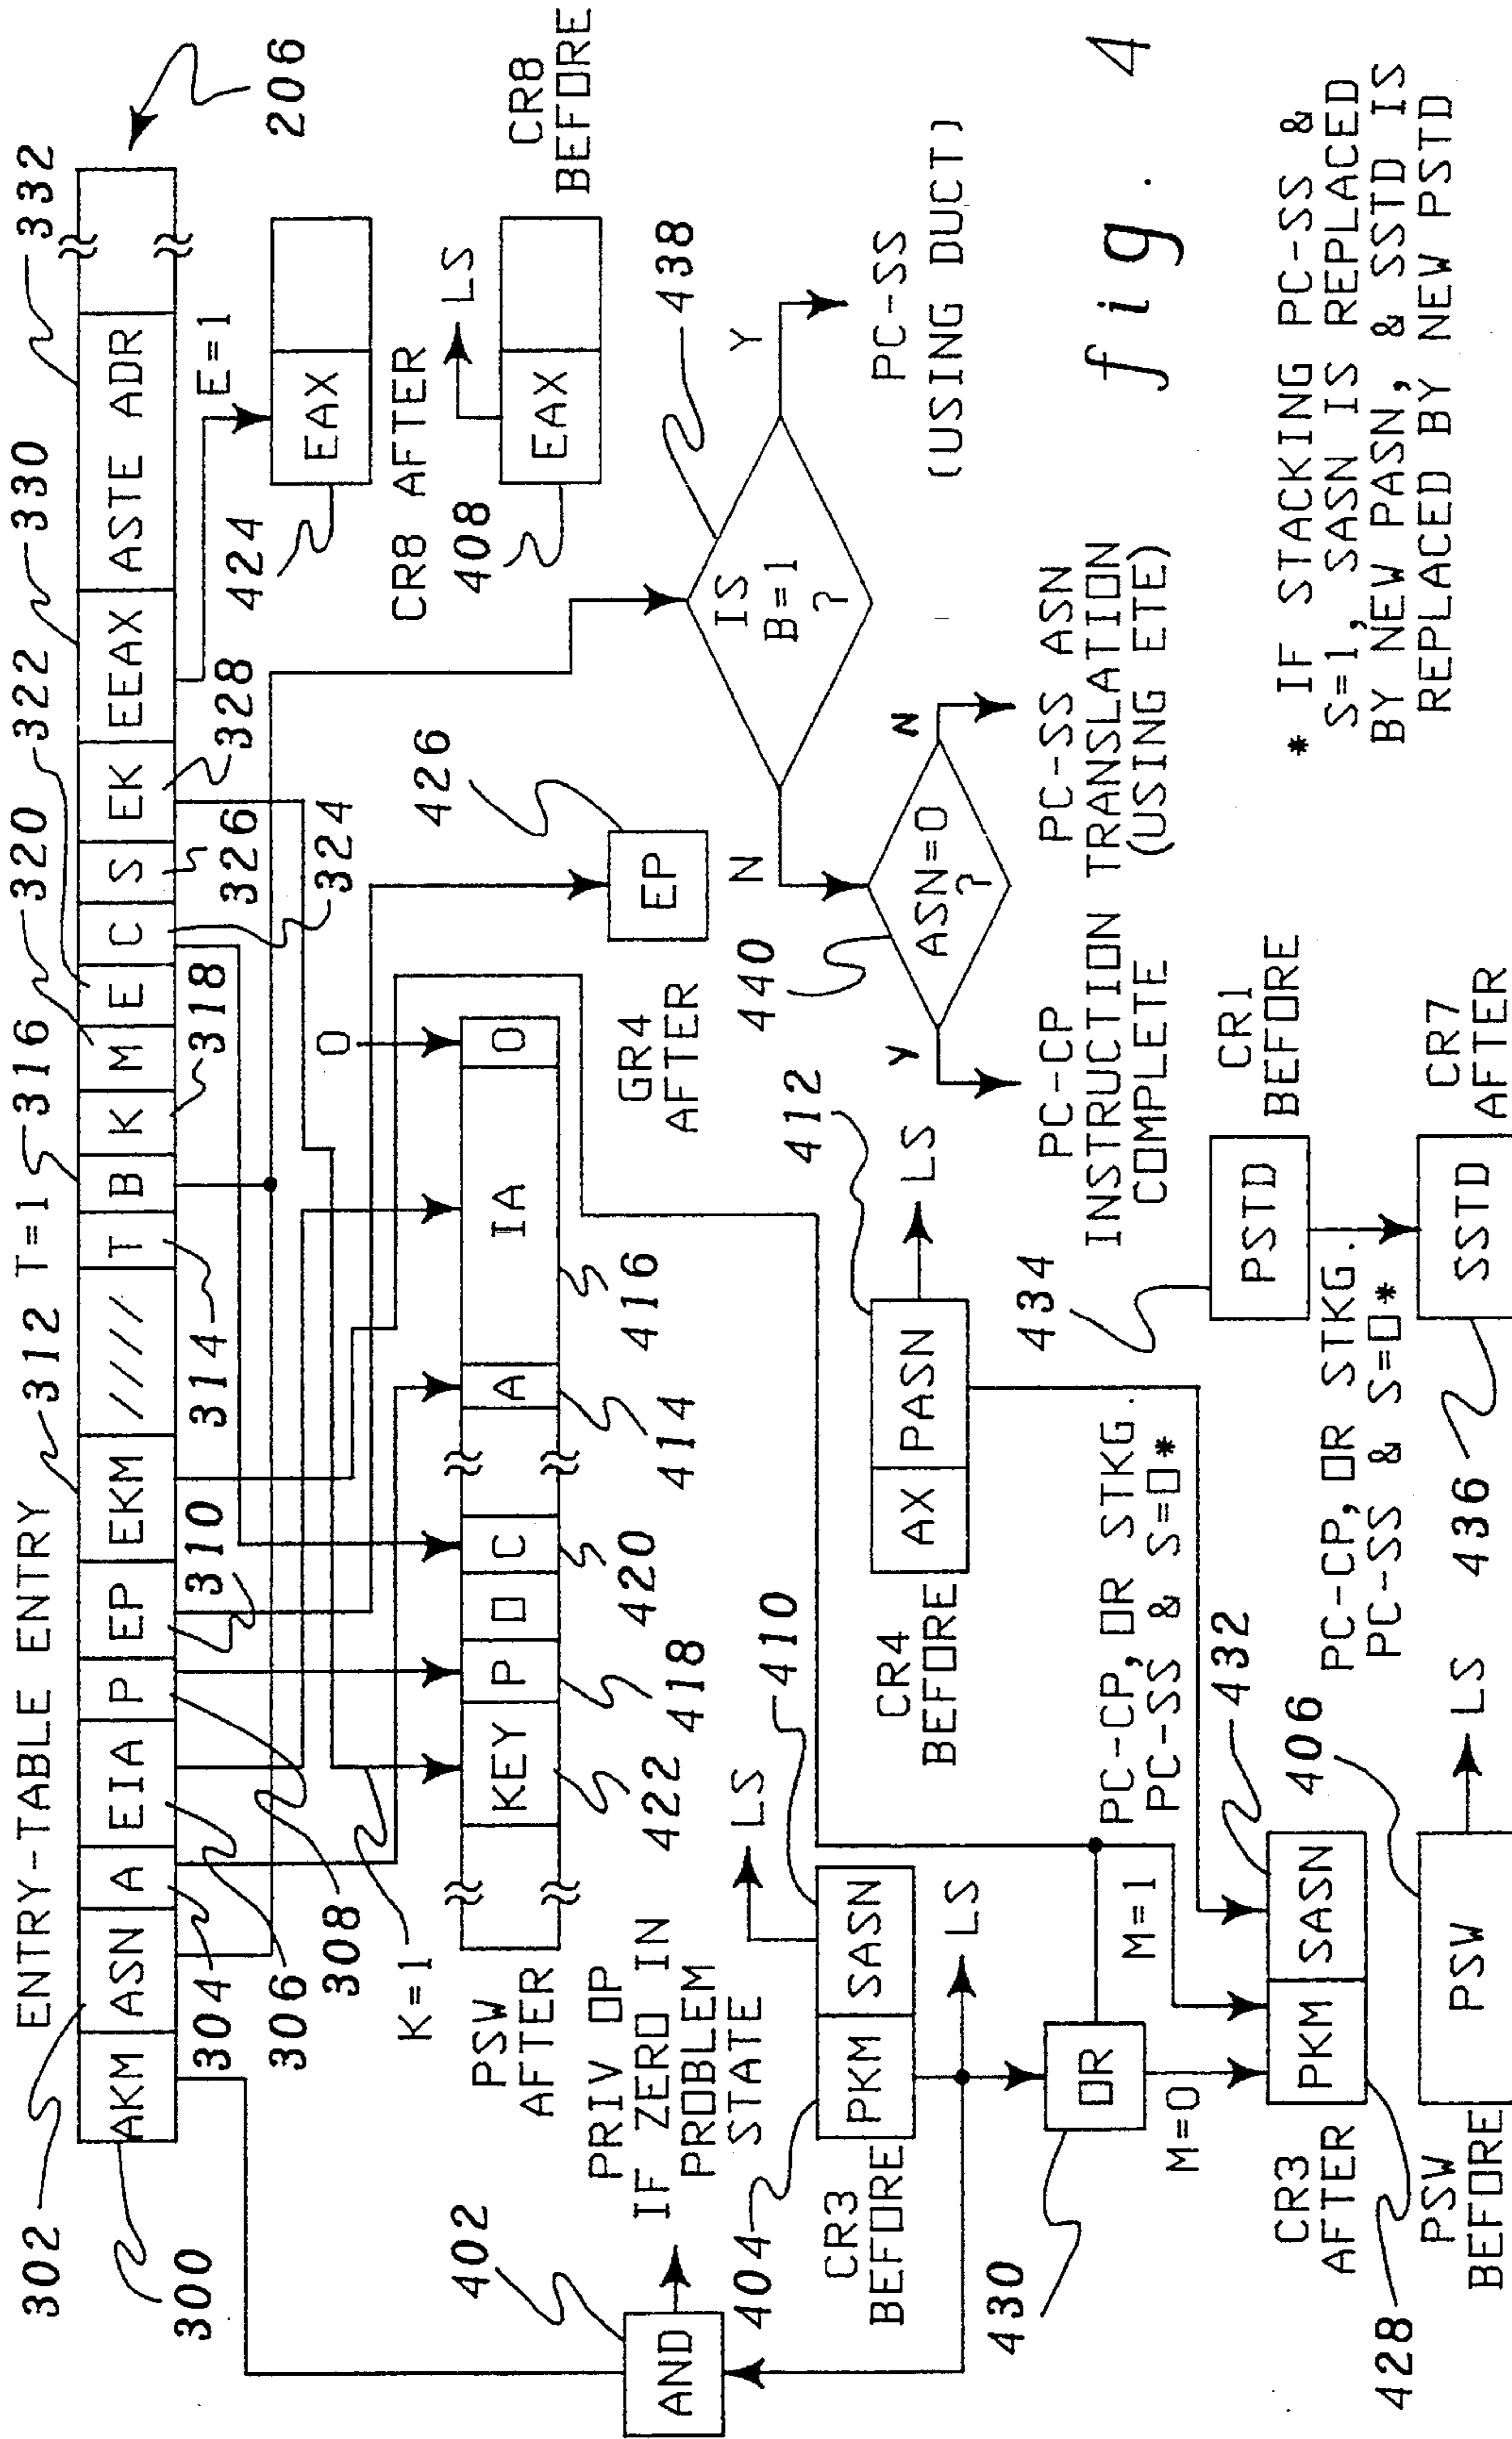 ENTRY-TABLE ENTRY
302
312
T=1
316
320
322
330
332
AKM ASN A EIA P EP EKM //// T B K M E C S EK EEAX ASTE ADR
300
304
306
308
310
314
318
324
326
328
206
K=1
E=1
424
EAX
CR8 AFTER
LS
408
EAX
CR8
BEFORE
PSW
AFTER
KEY P 0 C A IA 0
0
422
418
420
414
416
GR4
AFTER
EP
426
402
AND
PRIV OP
IF ZERO IN
PROBLEM
STATE
404
CR3
BEFORE
PKM SASN
LS
410
LS
CR4
BEFORE
AX PASN
LS
412
430
OR
M=0
M=1
PC-CP, OR STKG.
PC-SS & S=0*
432
CR3
AFTER
PKM SASN
428
PSW
BEFORE
PSW
LS
406
434
PSTD
CR1
BEFORE
PC-CP, OR STKG.
PC-SS & S=0*
436
SSTD
CR7
AFTER
IS
B=1
?
438
Y
N
PC-SS
(USING DUCT)
440
ASN=0
?
Y
N
PC-CP
INSTRUCTION
COMPLETE
PC-SS ASN
TRANSLATION
(USING ETE)
* IF STACKING PC-SS &
S=1, SASN IS REPLACED
BY NEW PASN, & SSTD IS
REPLACED BY NEW PSTD
fig. 4